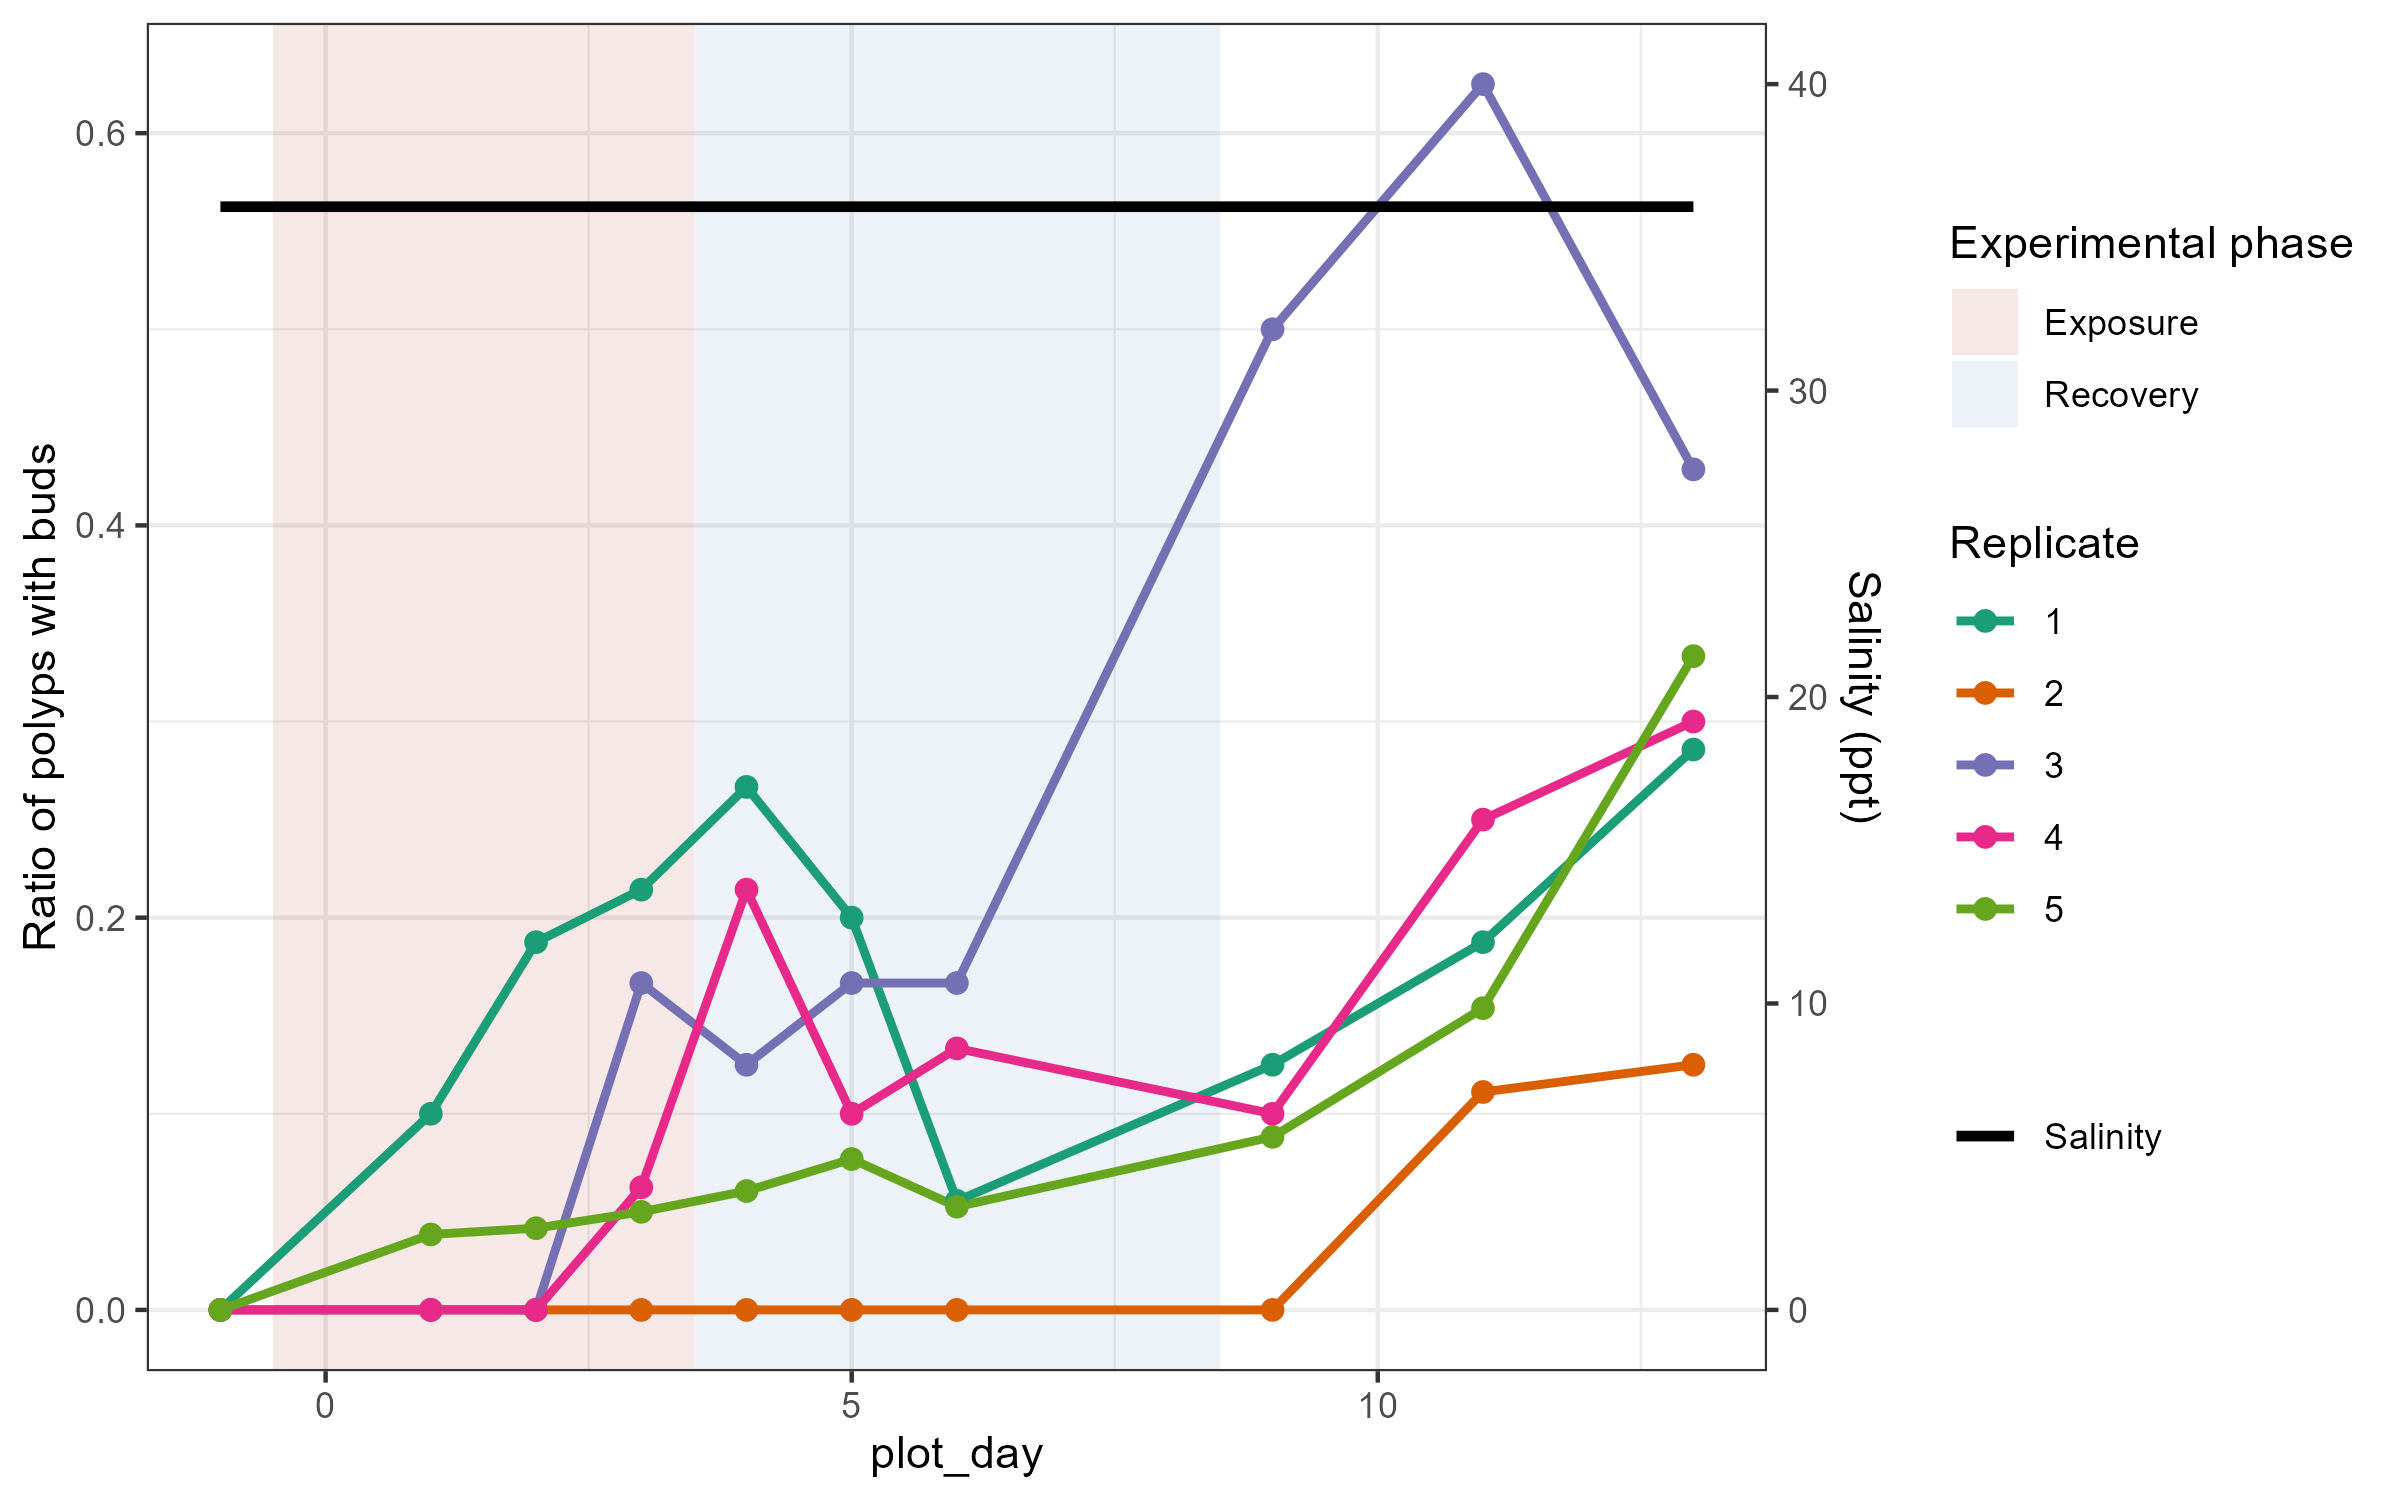 Ratio of polyps with buds
0.6
0.4
0.2
0.0
0
5
10
plot_day
40
30
20
10
0
Salinity (ppt)
Experimental phase
Exposure
Recovery
Replicate
1
2
3
4
5
Salinity